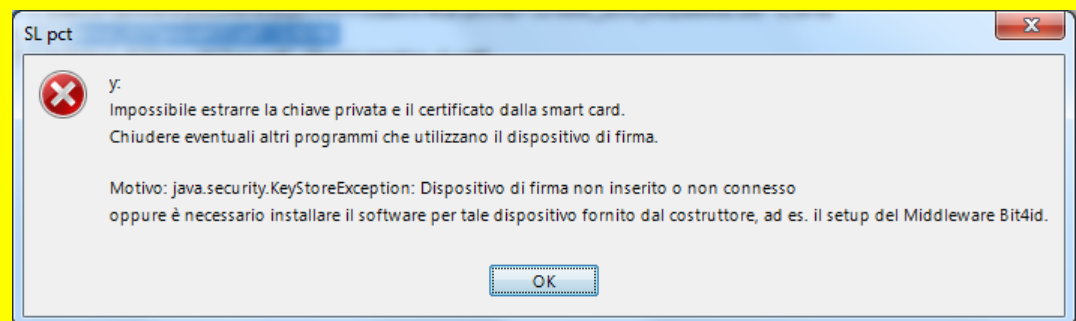 SL pct
y:
Impossibile estrarre la chiave privata e il certificato dalla smart card.
Chiudere eventuali altri programmi che utilizzano il dispositivo di firma.
Motivo: java.security.KeyStoreException: Dispositivo di firma non inserito o non connesso
oppure è necessario installare il software per tale dispositivo fornito dal costruttore, ad es. il setup del Middleware Bit4id.
OK